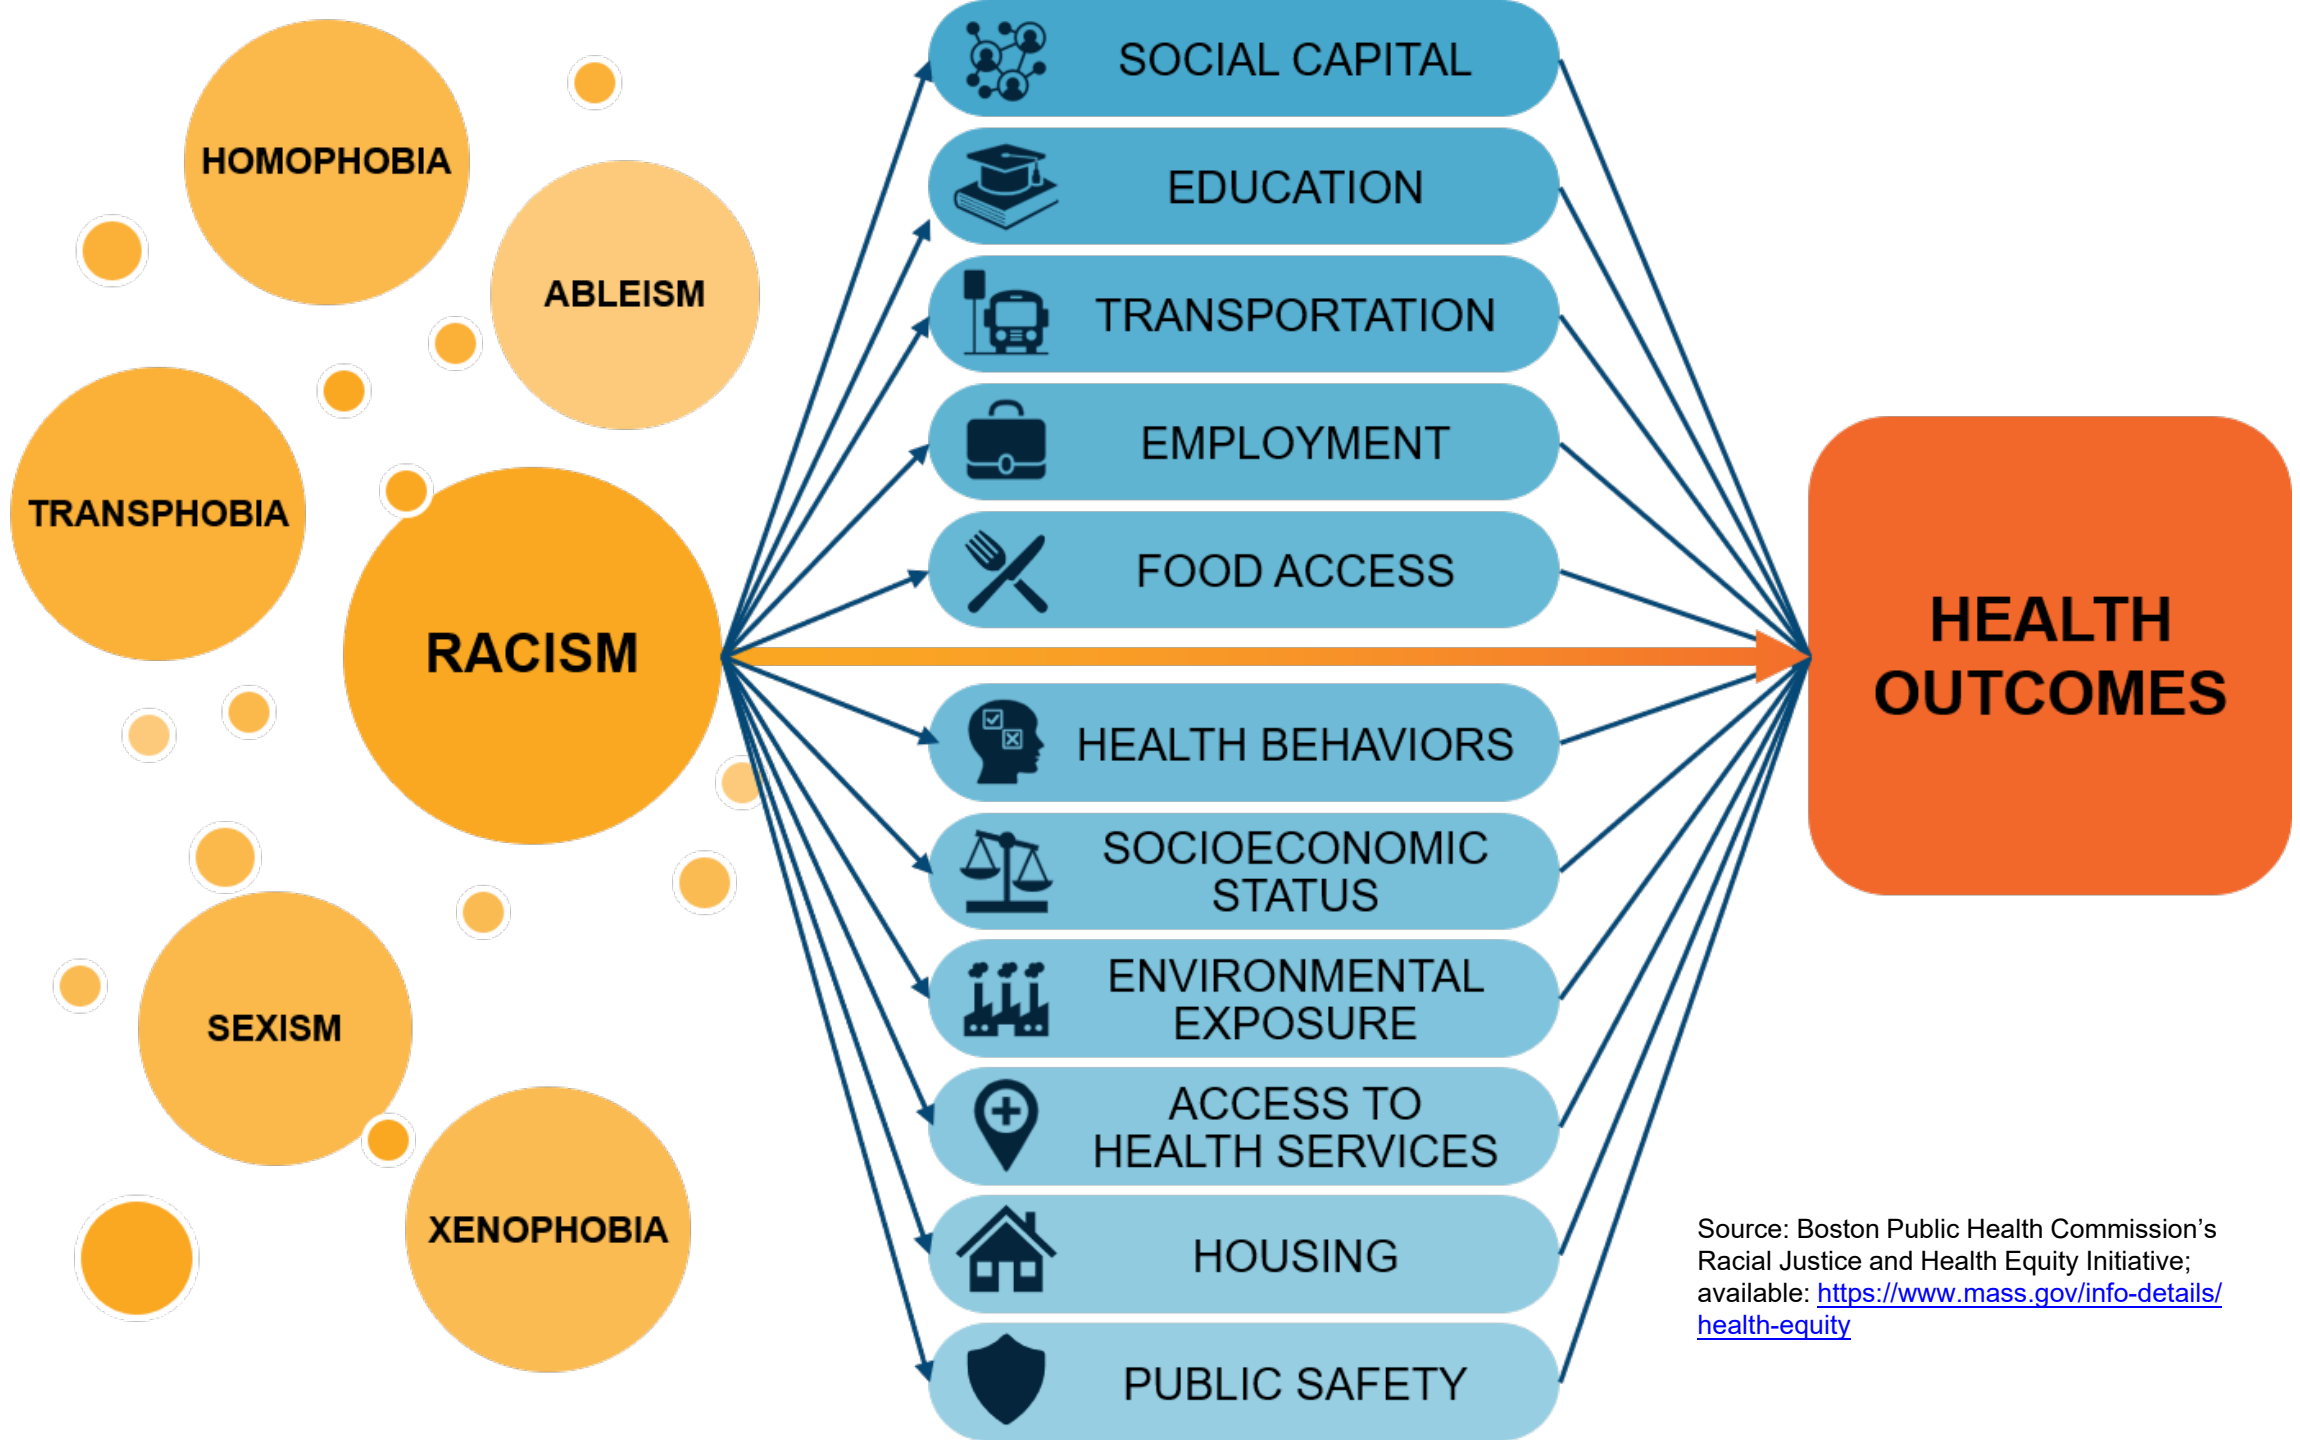 HOMOPHOBIA
ABLEISM
TRANSPHOBIA
RACISM
SEXISM
XENOPHOBIA
SOCIAL CAPITAL
EDUCATION
TRANSPORTATION
EMPLOYMENT
FOOD ACCESS
HEALTH BEHAVIORS
SOCIOECONOMIC
STATUS
ENVIRONMENTAL
EXPOSURE
ACCESS TO
HEALTH SERVICES
HOUSING
PUBLIC SAFETY
HEALTH
OUTCOMES
Source: Boston Public Health Commission’s
Racial Justice and Health Equity Initiative;
available: https://www.mass.gov/info-details/
health-equity